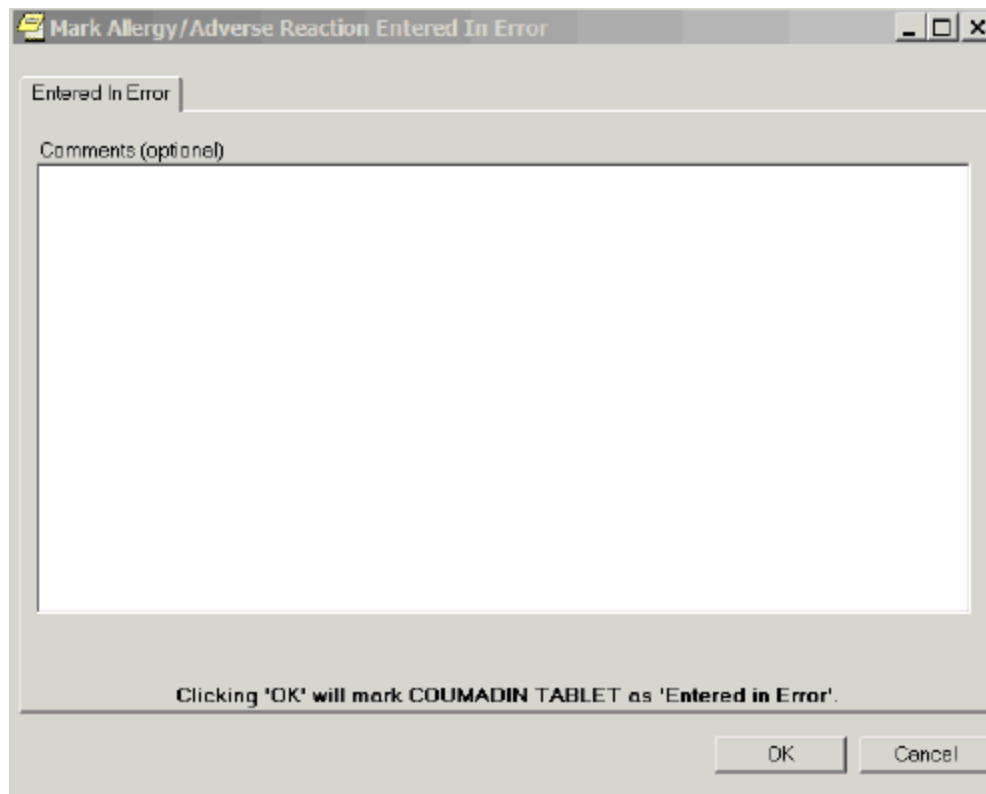 Mark Allergy/Adverse Reaction Entered In Error
Entered In Error
Comments (optional)
Clicking 'OK' will mark COUMADIN TABLET as 'Entered in Error'.
OK Cancel